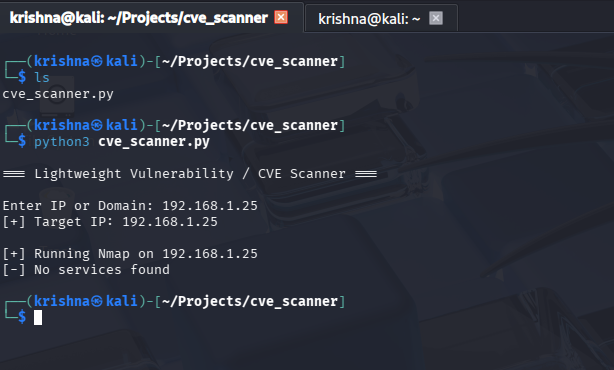 krishna@kali: ~/Projects/cve_scanner
krishna@kali: ~
┌──(krishna㉿kali)-[~/Projects/cve_scanner]
└─$ ls
cve_scanner.py
┌──(krishna㉿kali)-[~/Projects/cve_scanner]
└─$ python3 cve_scanner.py
=== Lightweight Vulnerability / CVE Scanner ===
Enter IP or Domain: 192.168.1.25
[+] Target IP: 192.168.1.25
[+] Running Nmap on 192.168.1.25
[-] No services found
┌──(krishna㉿kali)-[~/Projects/cve_scanner]
└─$